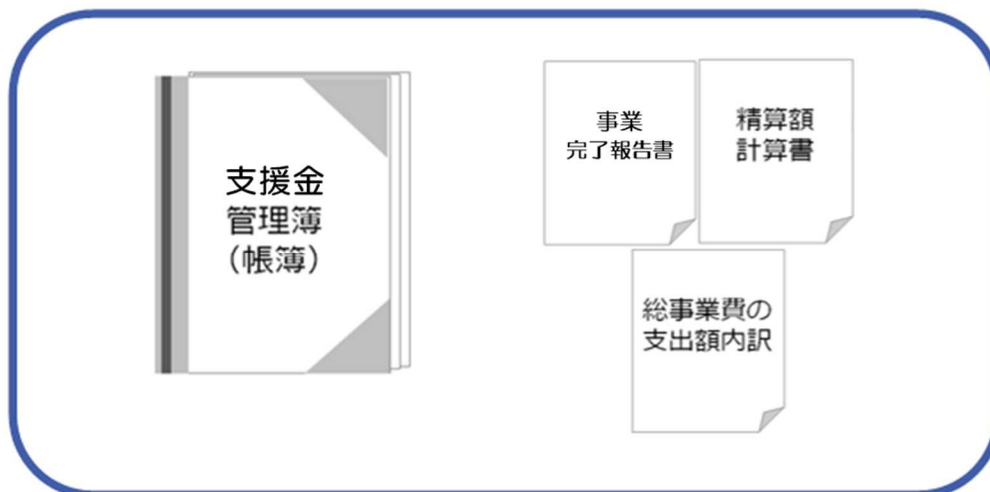 支援金
管理簿
（帳簿）
事業
完了報告書
精算額
計算書
総事業費の
支出額内訳